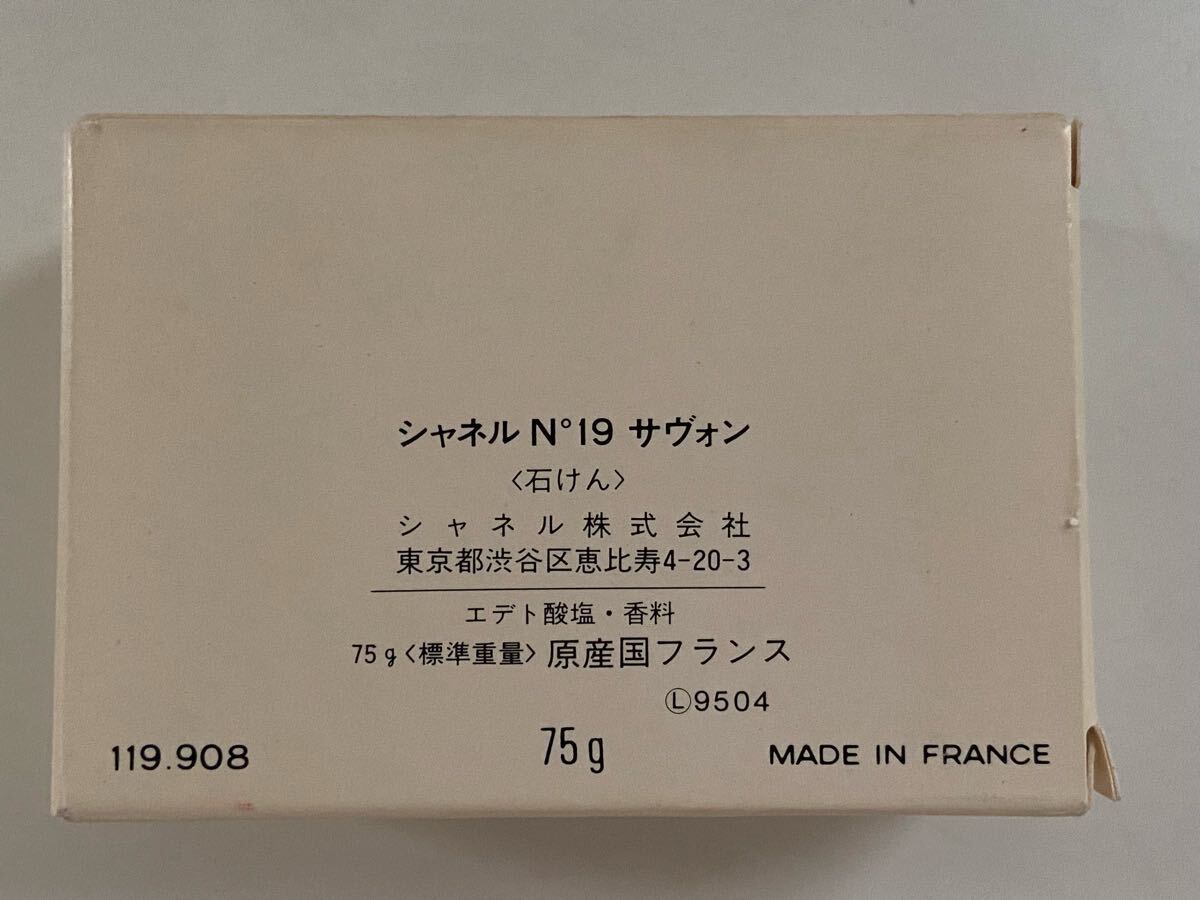 シャネル N°19 サヴォン
〈石けん〉
シャネル株式会社
東京都渋谷区恵比寿4-20-3
エデト酸塩・香料
75g〈標準重量〉原産国フランス
Ⓛ9504
119.908 75g MADE IN FRANCE